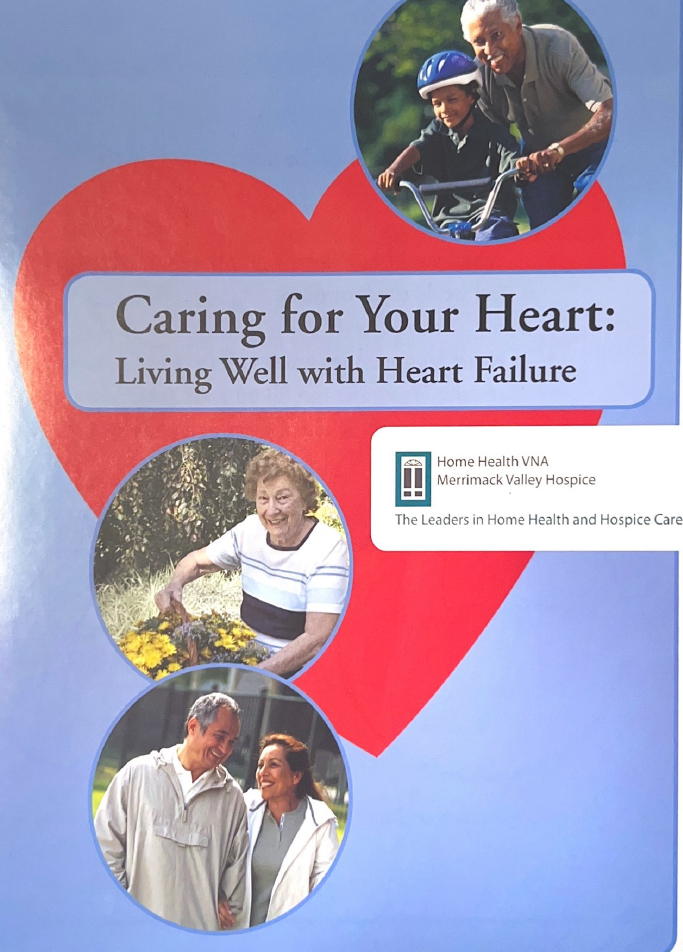 Caring for Your Heart:
Living Well with Heart Failure
Home Health VNA
Merrimack Valley Hospice
The Leaders in Home Health and Hospice Care